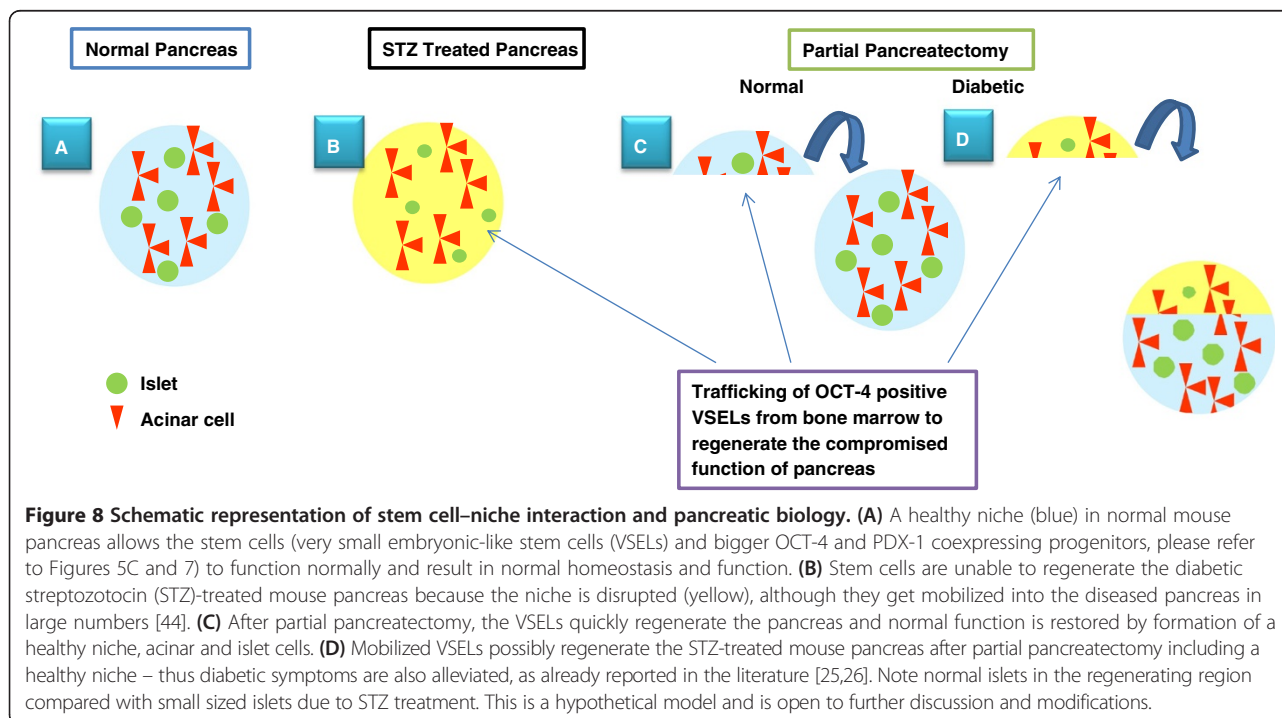 Normal Pancreas
STZ Treated Pancreas
Partial Pancreatectomy
Normal
Diabetic
A
B
C
D
Islet
Acinar cell
Trafficking of OCT-4 positive
VSELs from bone marrow to
regenerate the compromised
function of pancreas
Figure 8 Schematic representation of stem cell–niche interaction and pancreatic biology. (A) A healthy niche (blue) in normal mouse
pancreas allows the stem cells (very small embryonic-like stem cells (VSELs) and bigger OCT-4 and PDX-1 coexpressing progenitors, please refer
to Figures 5C and 7) to function normally and result in normal homeostasis and function. (B) Stem cells are unable to regenerate the diabetic
streptozotocin (STZ)-treated mouse pancreas because the niche is disrupted (yellow), although they get mobilized into the diseased pancreas in
large numbers [44]. (C) After partial pancreatectomy, the VSELs quickly regenerate the pancreas and normal function is restored by formation of a
healthy niche, acinar and islet cells. (D) Mobilized VSELs possibly regenerate the STZ-treated mouse pancreas after partial pancreatectomy including a
healthy niche – thus diabetic symptoms are also alleviated, as already reported in the literature [25,26]. Note normal islets in the regenerating region
compared with small sized islets due to STZ treatment. This is a hypothetical model and is open to further discussion and modifications.